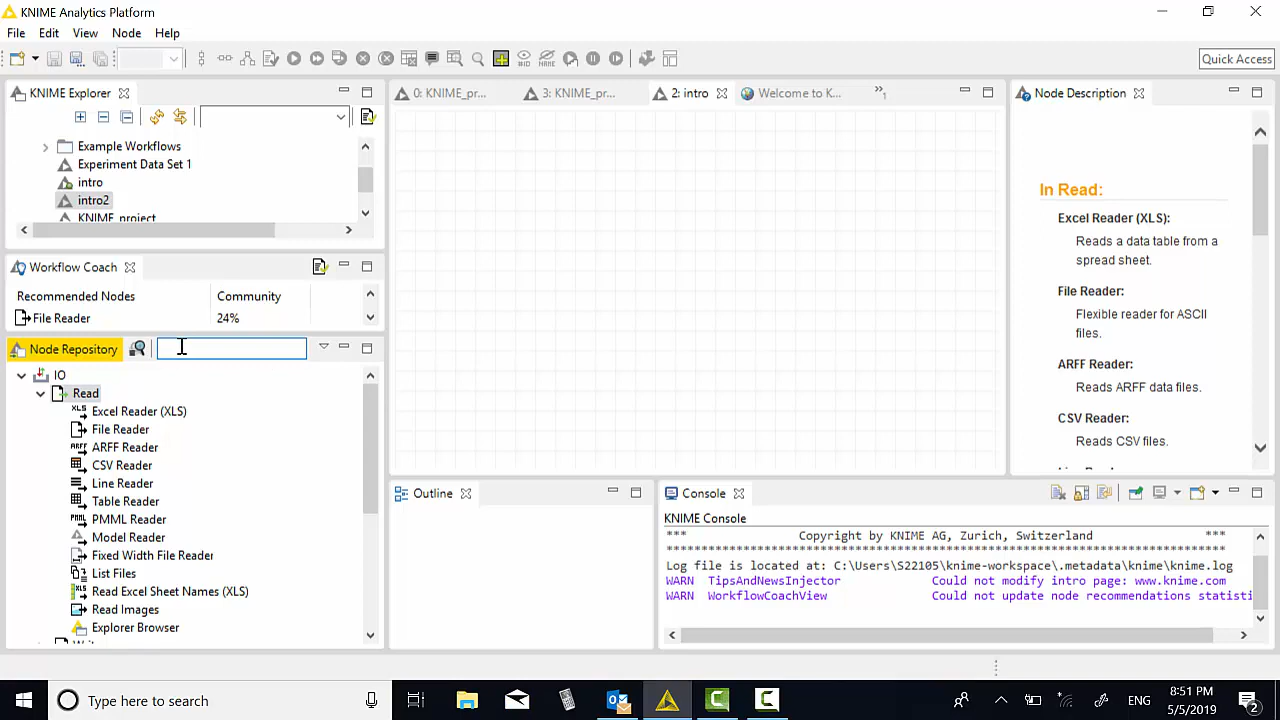 KNIME Analytics Platform
File Edit View Node Help
Quick Access
KNIME Explorer
Example Workflows
Experiment Data Set 1
intro
intro2
KNIME_project
Workflow Coach
Recommended Nodes Community
File Reader 24%
Node Repository
IO
Read
Excel Reader (XLS)
File Reader
ARFF Reader
CSV Reader
Line Reader
Table Reader
PMML Reader
Model Reader
Fixed Width File Reader
List Files
Read Excel Sheet Names (XLS)
Read Images
Explorer Browser
0: KNIME_pr... 3: KNIME_pr... 2: intro Welcome to K... »1
Outline
Console
KNIME Console
*** Copyright by KNIME AG, Zurich, Switzerland ***
Log file is located at: C:\Users\S22105\knime-workspace\.metadata\knime\knime.log
WARN TipsAndNewsInjector Could not modify intro page: www.knime.com
WARN WorkflowCoachView Could not update node recommendations statisti
Node Description
In Read:
Excel Reader (XLS):
Reads a data table from a
spread sheet.
File Reader:
Flexible reader for ASCII
files.
ARFF Reader:
Reads ARFF data files.
CSV Reader:
Reads CSV files.
Type here to search
ENG
8:51 PM
5/5/2019
2